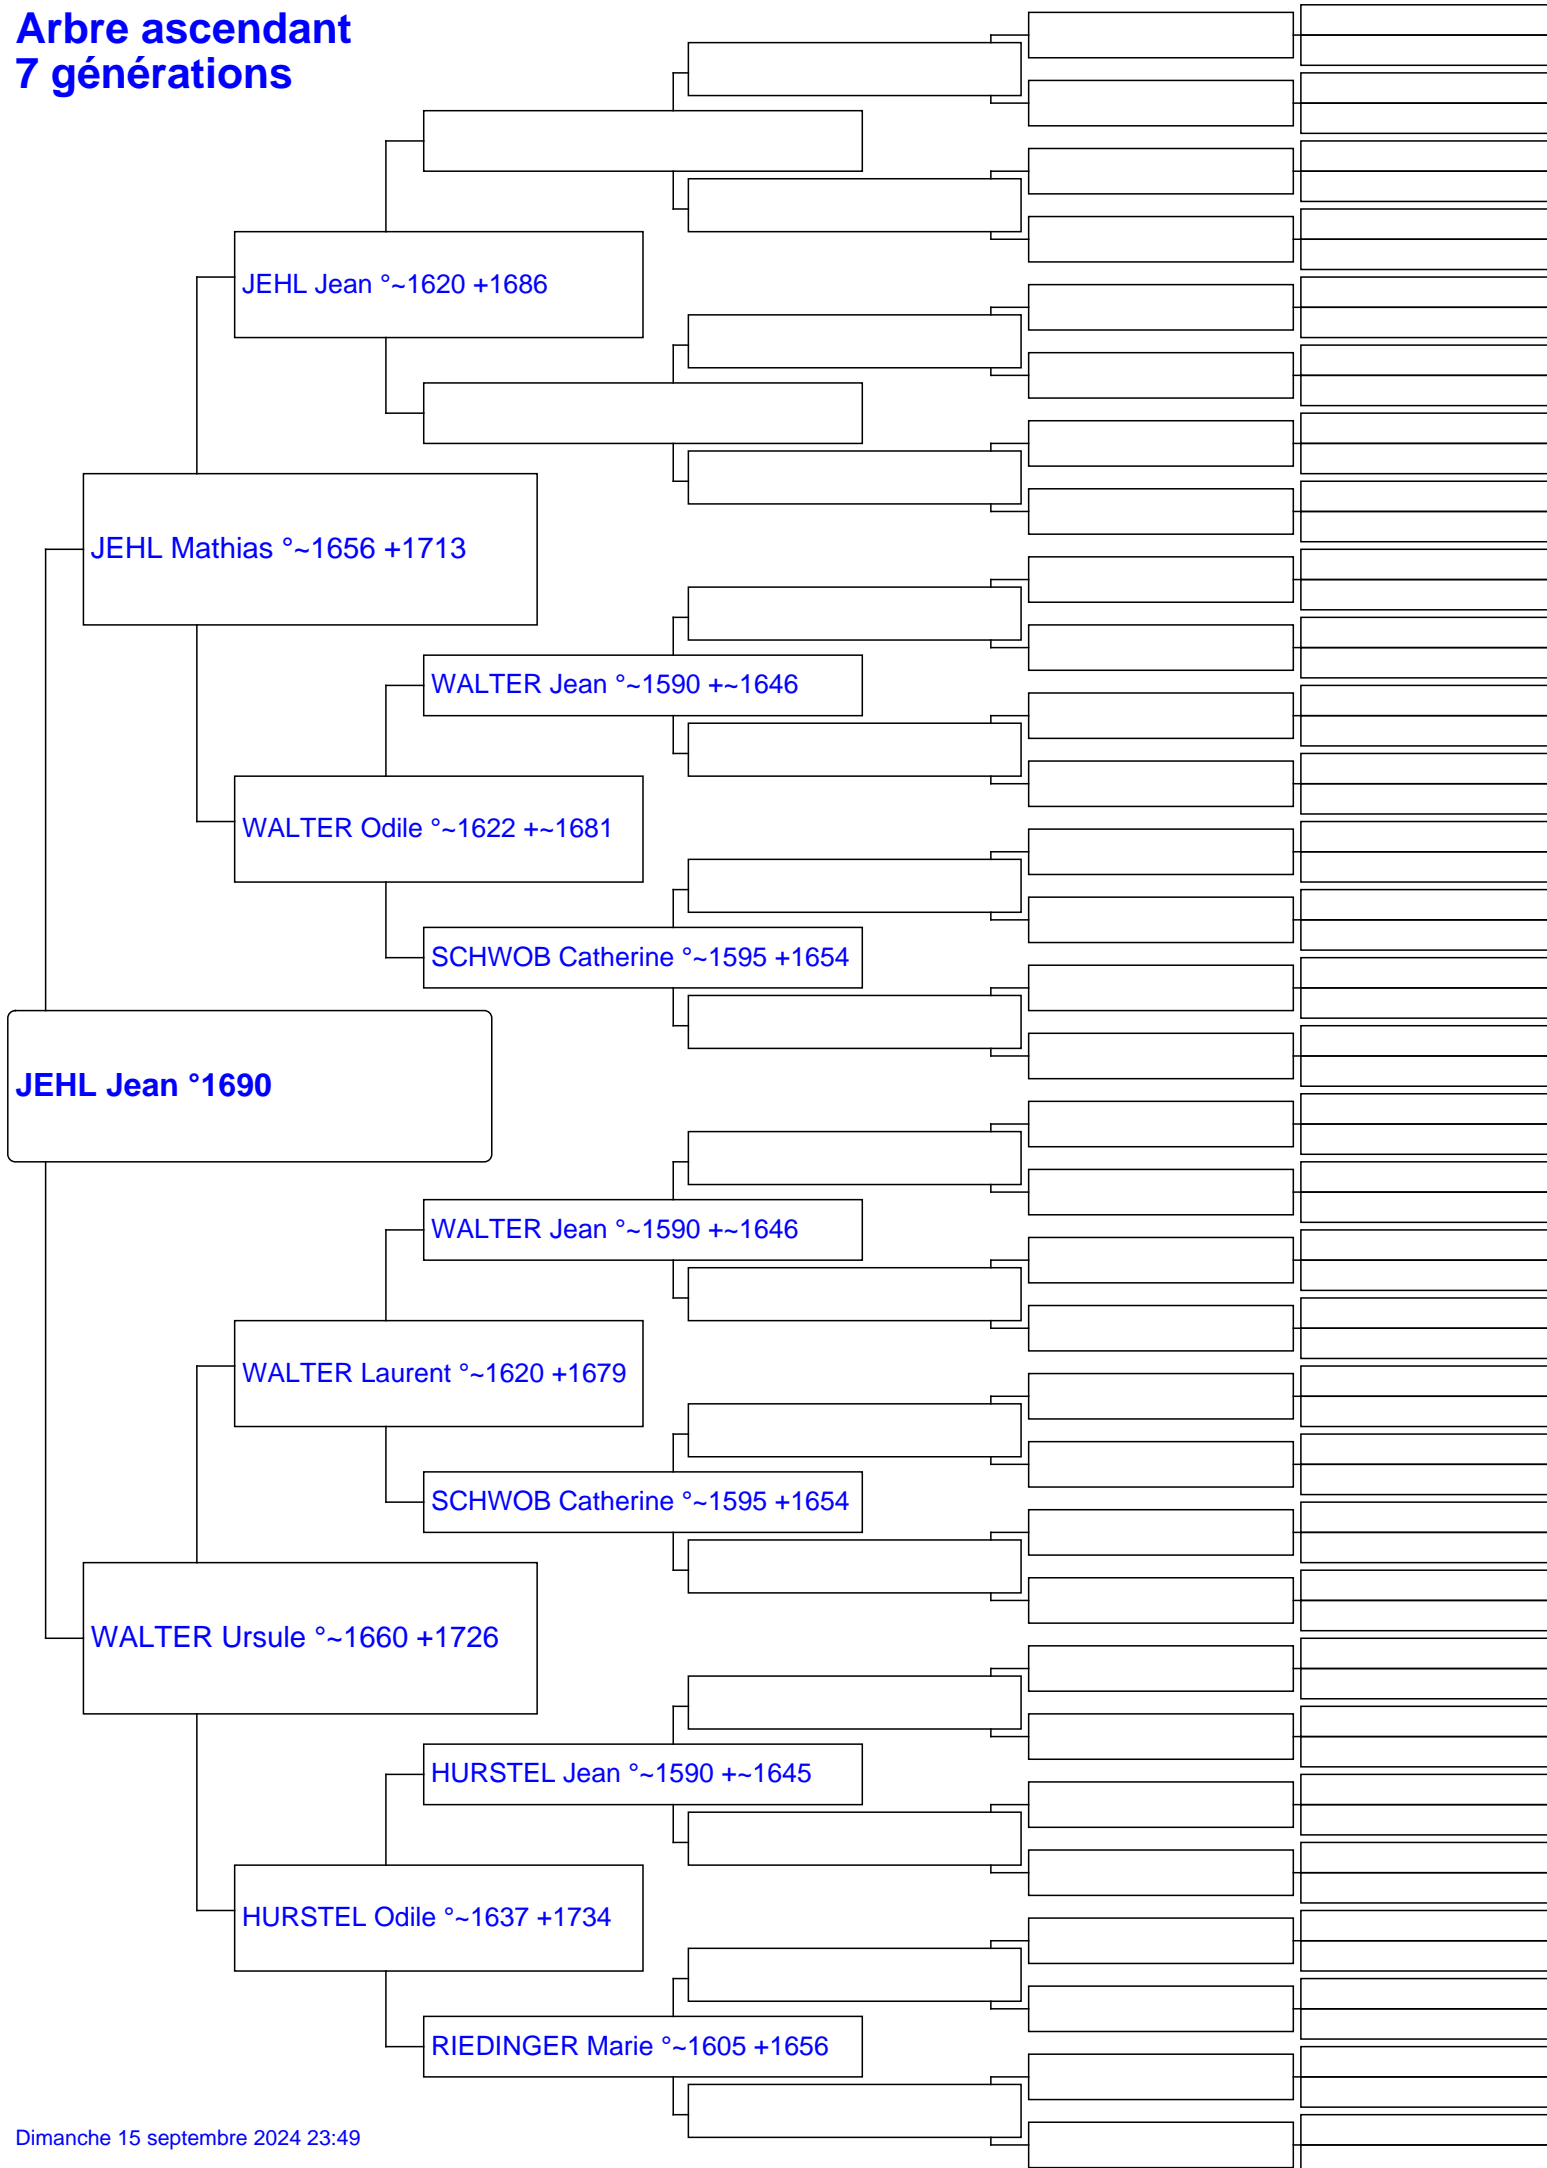 Arbre ascendant
7 générations
JEHL Jean °~1620 +1686
JEHL Mathias °~1656 +1713
WALTER Jean °~1590 +~1646
WALTER Odile °~1622 +~1681
SCHWOB Catherine °~1595 +1654
JEHL Jean °1690
WALTER Jean °~1590 +~1646
WALTER Laurent °~1620 +1679
SCHWOB Catherine °~1595 +1654
WALTER Ursule °~1660 +1726
HURSTEL Jean °~1590 +~1645
HURSTEL Odile °~1637 +1734
RIEDINGER Marie °~1605 +1656
Dimanche 15 septembre 2024 23:49